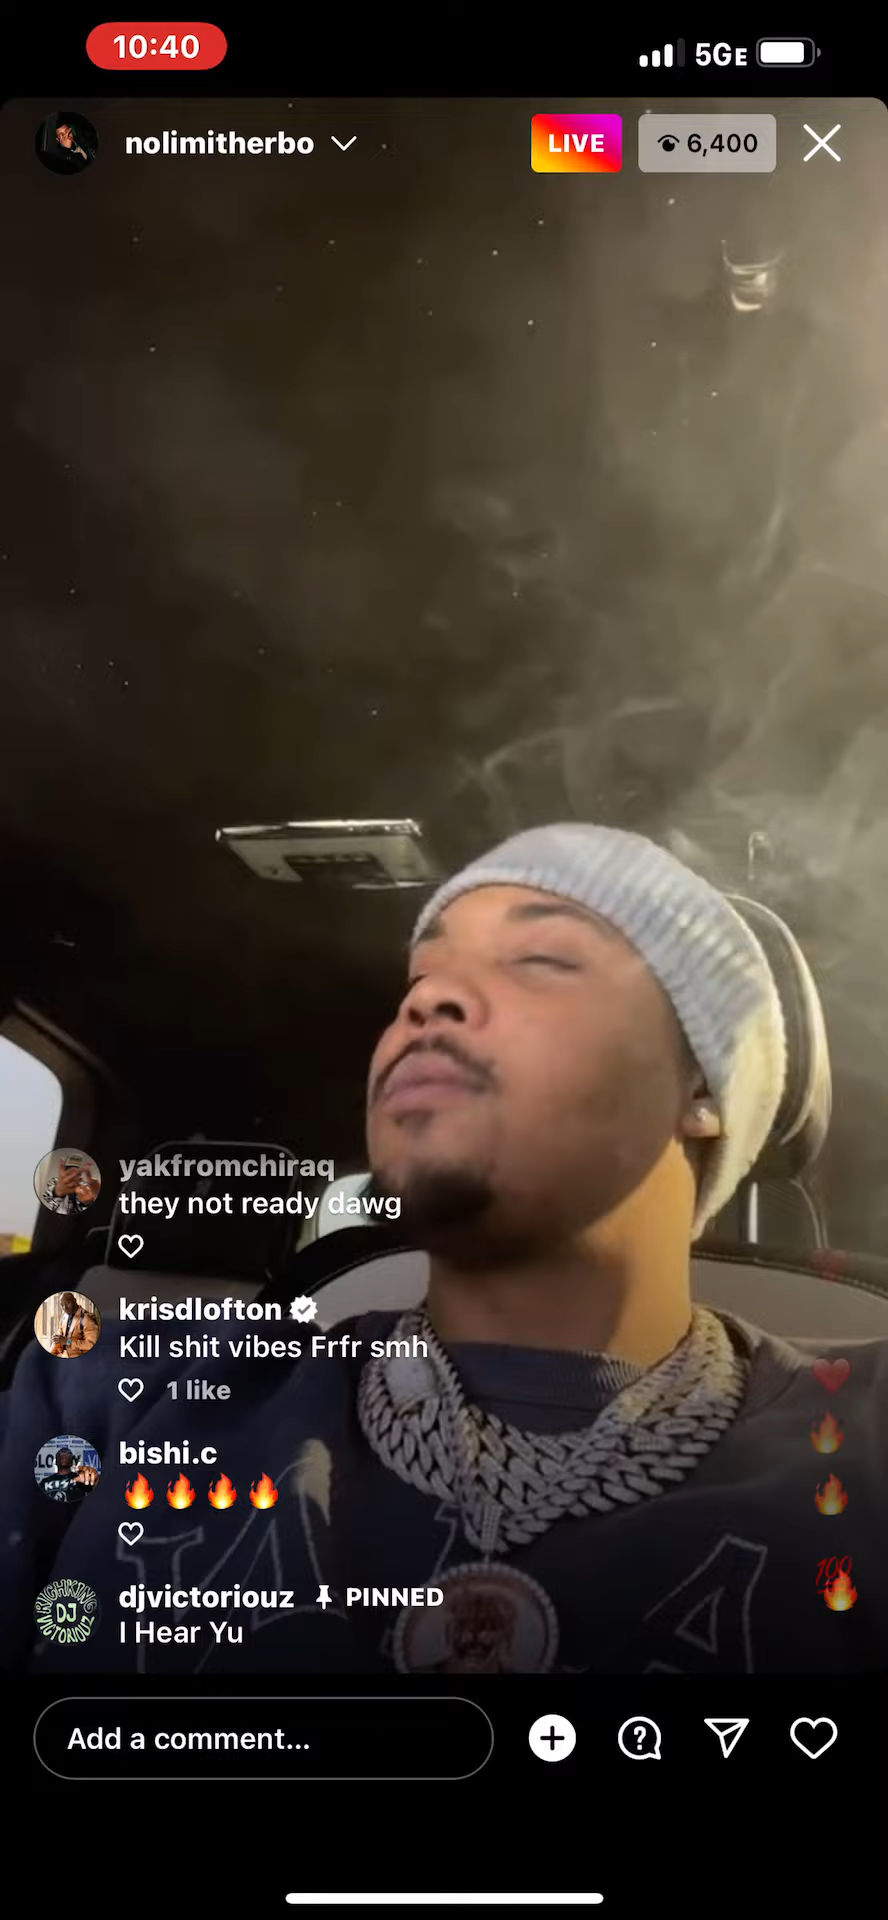 10:40
5GE
nolimitherbo
LIVE
6,400
yakfromchiraq
they not ready dawg
krisdlofton
Kill shit vibes Frfr smh
1 like
bishi.c
🔥🔥🔥🔥
djvictoriouz PINNED
I Hear Yu
DJ
💯
Add a comment...